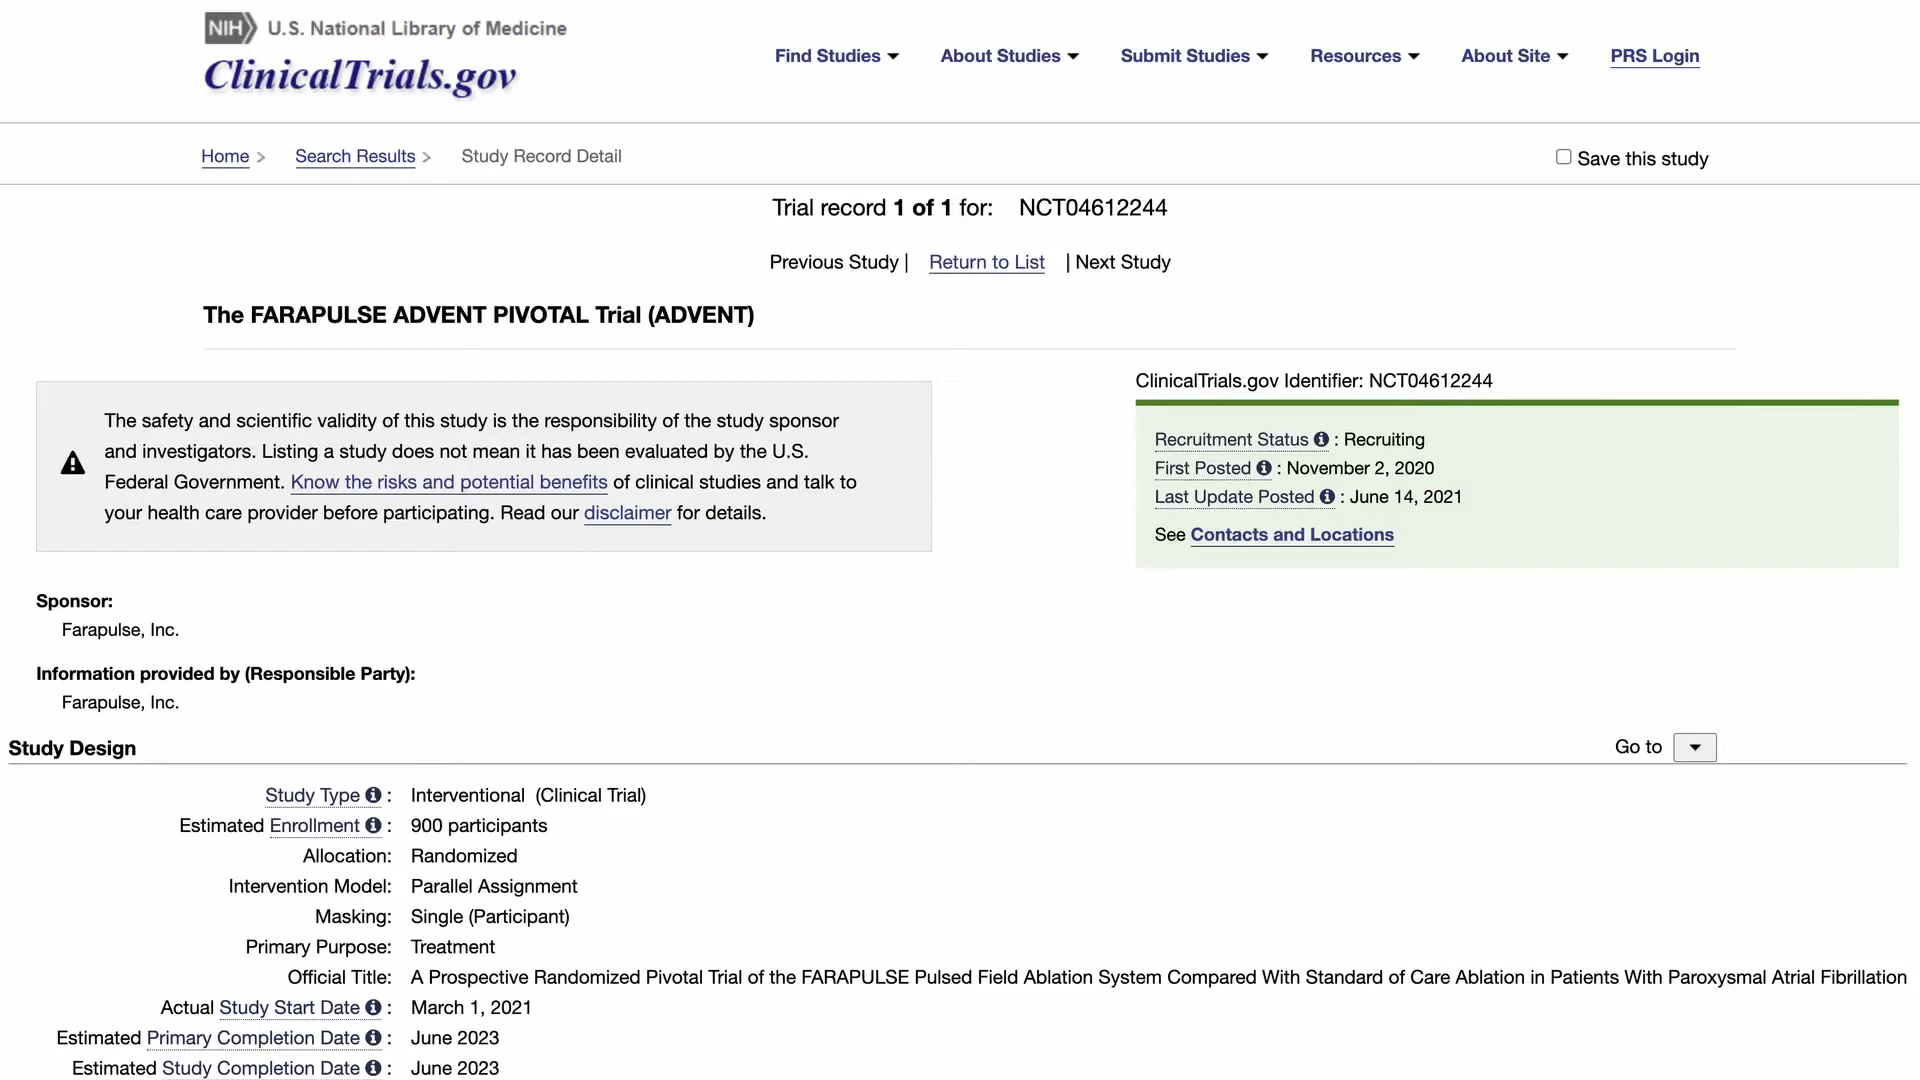 NIH U.S. National Library of Medicine
ClinicalTrials.gov
Find Studies About Studies Submit Studies Resources About Site PRS Login
Home > Search Results > Study Record Detail
Save this study
Trial record 1 of 1 for: NCT04612244
Previous Study | Return to List | Next Study
The FARAPULSE ADVENT PIVOTAL Trial (ADVENT)
The safety and scientific validity of this study is the responsibility of the study sponsor
and investigators. Listing a study does not mean it has been evaluated by the U.S.
Federal Government. Know the risks and potential benefits of clinical studies and talk to
your health care provider before participating. Read our disclaimer for details.
ClinicalTrials.gov Identifier: NCT04612244
Recruitment Status : Recruiting
First Posted : November 2, 2020
Last Update Posted : June 14, 2021
See Contacts and Locations
Sponsor:
Farapulse, Inc.
Information provided by (Responsible Party):
Farapulse, Inc.
Study Design
Go to
Study Type : Interventional (Clinical Trial)
Estimated Enrollment : 900 participants
Allocation: Randomized
Intervention Model: Parallel Assignment
Masking: Single (Participant)
Primary Purpose: Treatment
Official Title: A Prospective Randomized Pivotal Trial of the FARAPULSE Pulsed Field Ablation System Compared With Standard of Care Ablation in Patients With Paroxysmal Atrial Fibrillation
Actual Study Start Date : March 1, 2021
Estimated Primary Completion Date : June 2023
Estimated Study Completion Date : June 2023